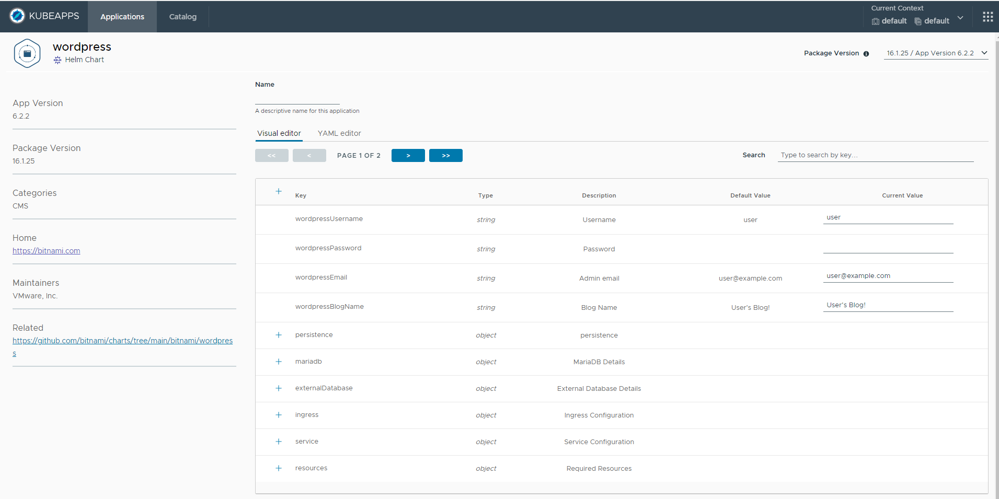 KUBEAPPS
Applications
Catalog
Current Context
default default
wordpress
HELM Helm Chart
Package Version
16.1.25 / App Version 6.2.2
App Version
6.2.2
Package Version
16.1.25
Categories
CMS
Home
https://bitnami.com
Maintainers
VMware, Inc.
Related
https://github.com/bitnami/charts/tree/main/bitnami/wordpres
s
Name
A descriptive name for this application
Visual editor YAML editor
<< < PAGE 1 OF 2 > >> Search Type to search by key...
+ Key Type Description Default Value Current Value
wordpressUsername string Username user user
wordpressPassword string Password
wordpressEmail string Admin email user@example.com user@example.com
wordpressBlogName string Blog Name User's Blog! User's Blog!
+ persistence object persistence
+ mariadb object MariaDB Details
+ externalDatabase object External Database Details
+ ingress object Ingress Configuration
+ service object Service Configuration
+ resources object Required Resources